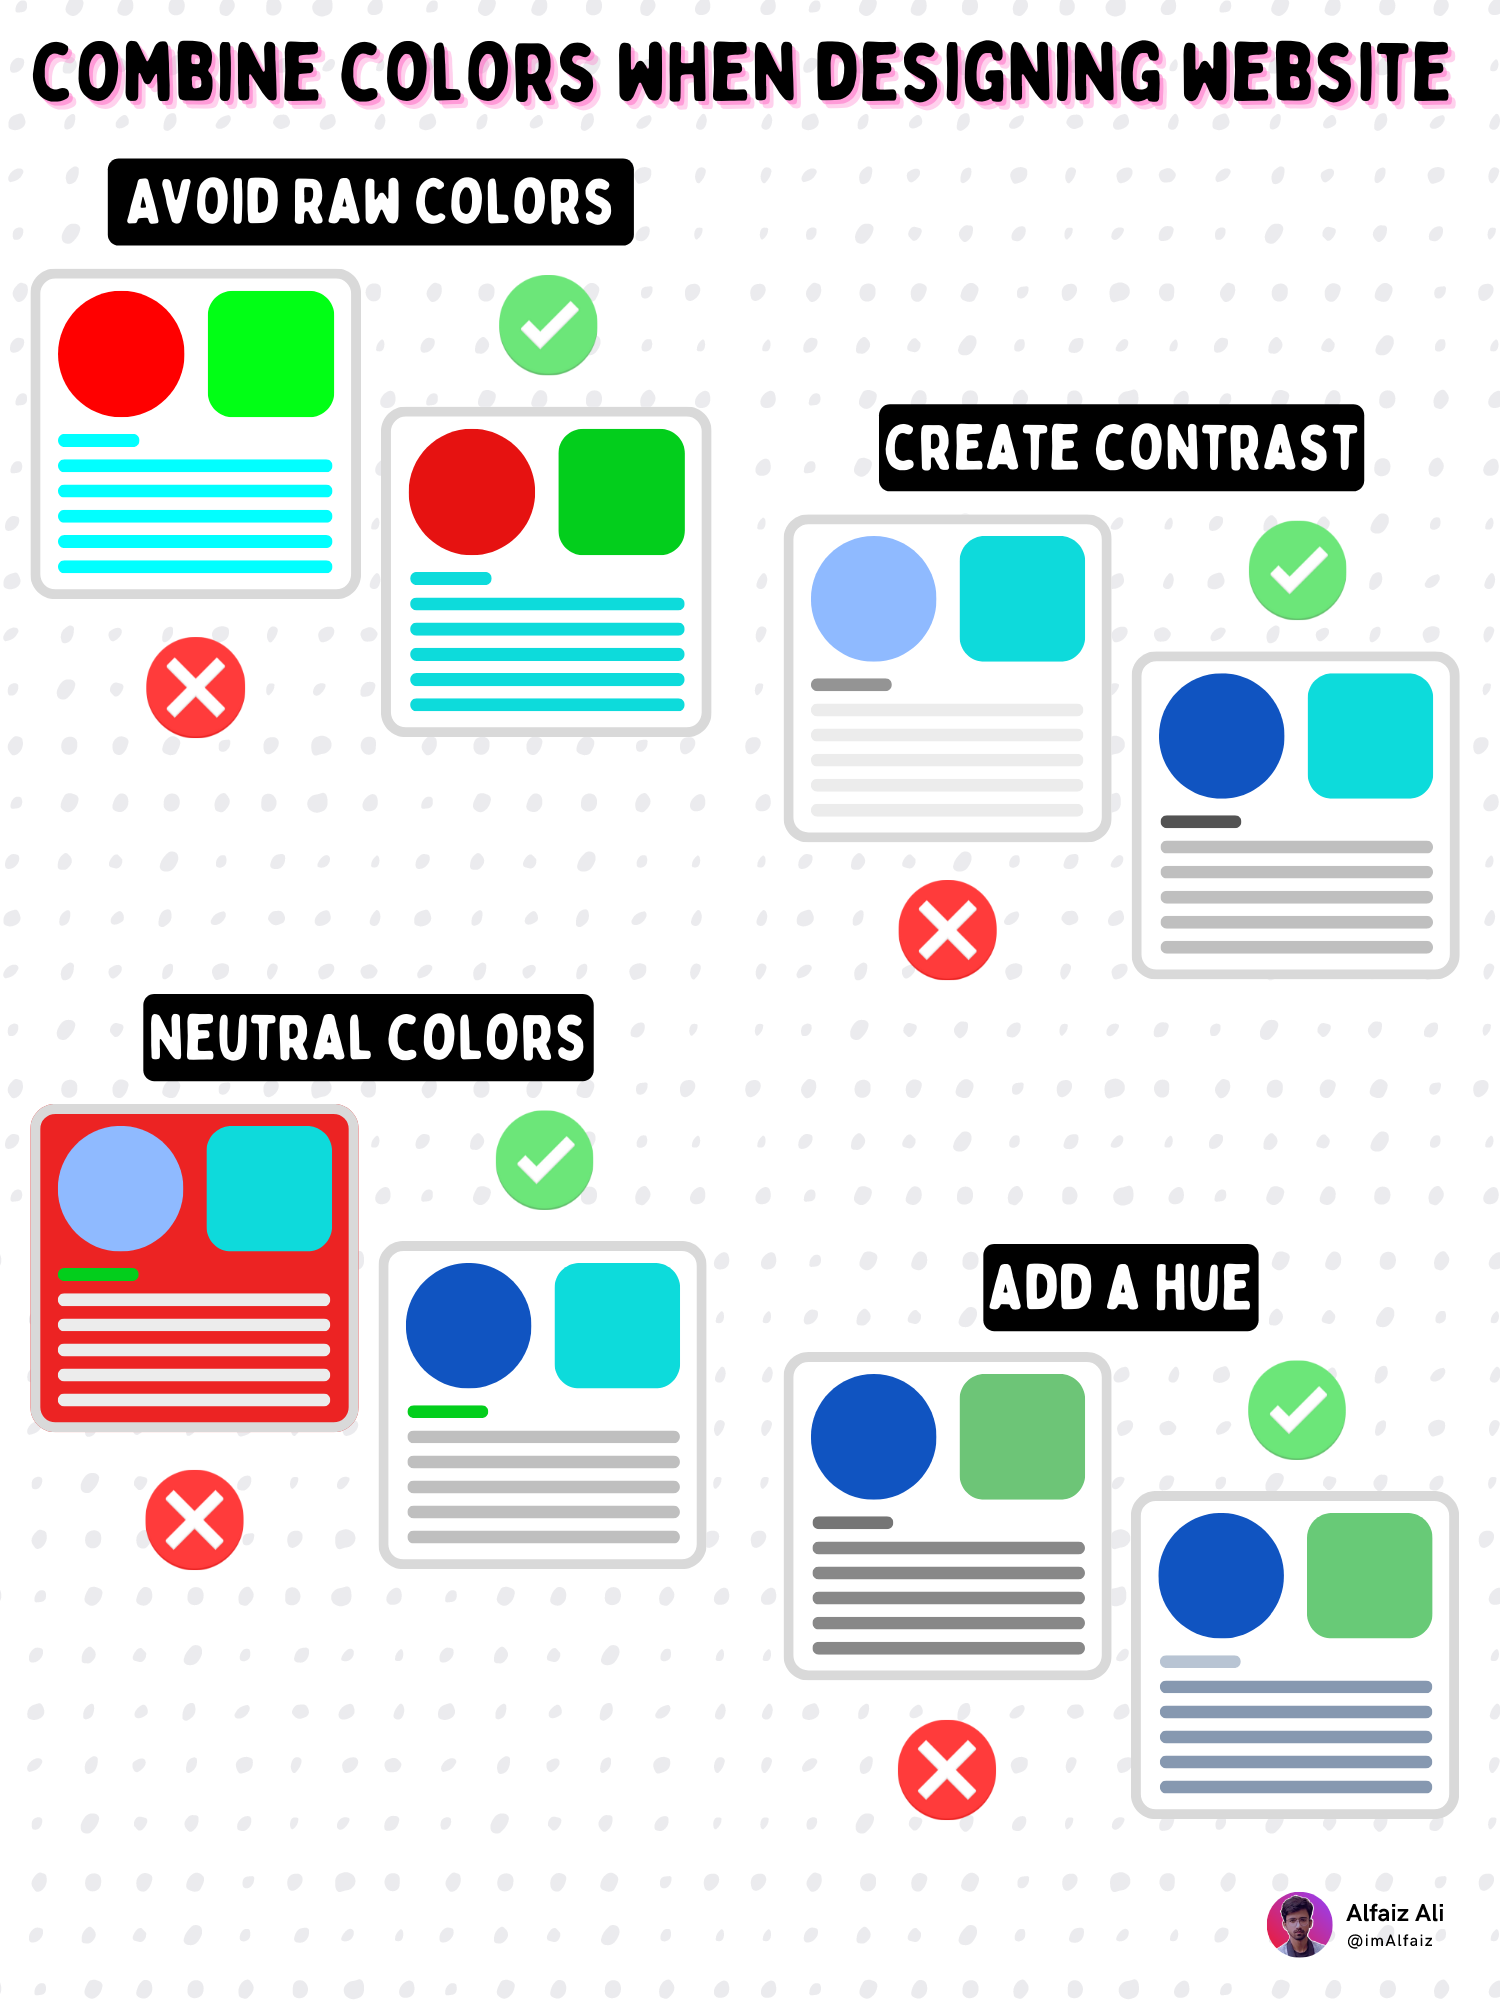 COMBINE COLORS WHEN DESIGNING WEBSITE
AVOID RAW COLORS
CREATE CONTRAST
NEUTRAL COLORS
ADD A HUE
Alfaiz Ali
@imAlfaiz